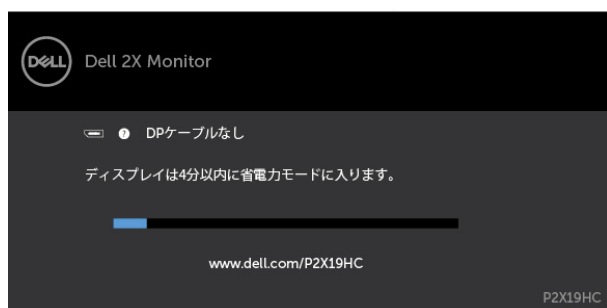 DELL
Dell 2X Monitor
? DPケーブルなし
ディスプレイは4分以内に省電力モードに入ります。
www.dell.com/P2X19HC
P2X19HC